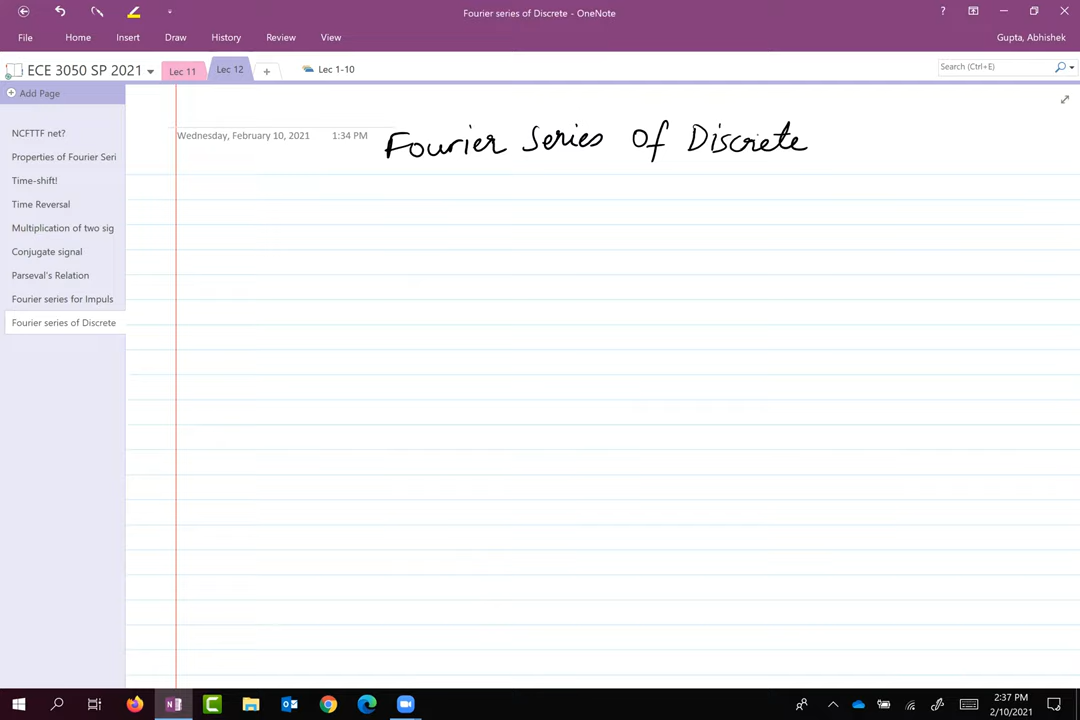 Fourier series of Discrete - OneNote
File Home Insert Draw History Review View
Gupta, Abhishek
ECE 3050 SP 2021
Lec 11
Lec 12
Lec 1-10
Search (Ctrl+E)
Add Page
Wednesday, February 10, 2021 1:34 PM
Fourier Series of Discrete
NCFTTF net?
Properties of Fourier Seri
Time-shift!
Time Reversal
Multiplication of two sig
Conjugate signal
Parseval's Relation
Fourier series for Impuls
Fourier series of Discrete
2:37 PM
2/10/2021